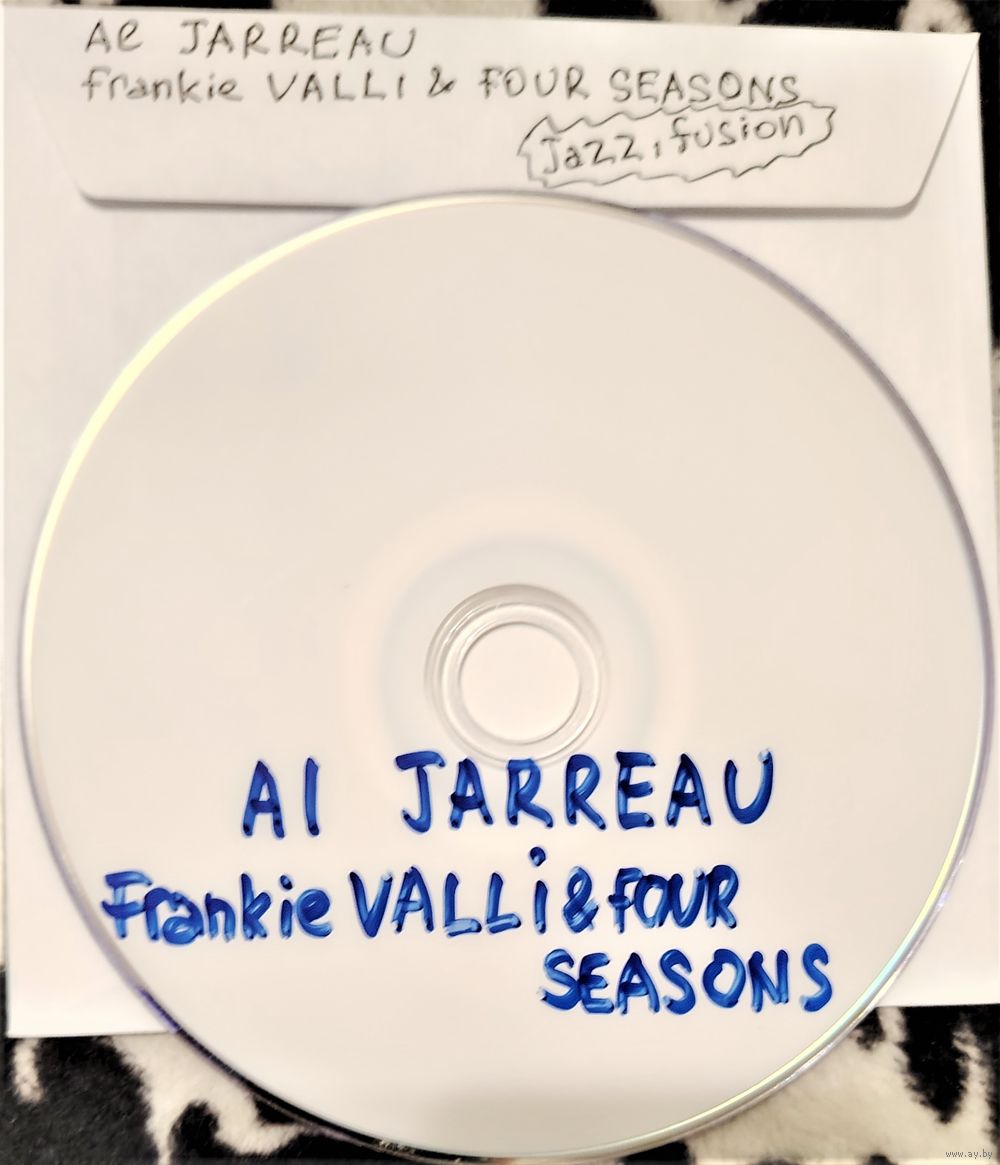 Al JARREAU
frankie VALLI & FOUR SEASONS
Jazz, fusion
Al JARREAU
Frankie VALLi & FOUR
SEASONS
www.ay.by